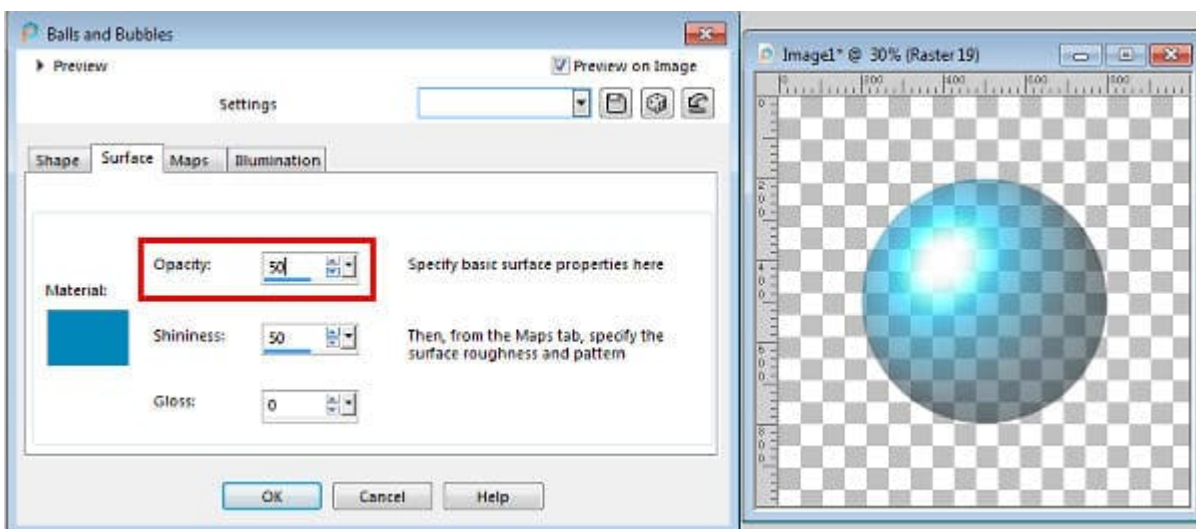 Balls and Bubbles
Preview
Preview on Image
Settings
Shape Surface Maps Illumination
Opacity: 50 Specify basic surface properties here
Material:
Shininess: 50 Then, from the Maps tab, specify the
surface roughness and pattern
Gloss: 0
OK Cancel Help
Image1* @ 30% (Raster 19)